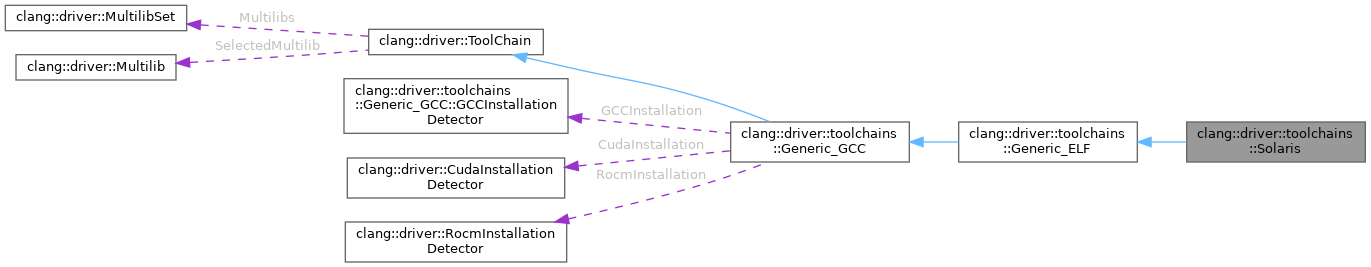 clang::driver::MultilibSet
Multilibs
clang::driver::ToolChain
SelectedMultilib
clang::driver::Multilib
clang::driver::toolchains
::Generic_GCC::GCCInstallation
Detector
GCCInstallation
clang::driver::toolchains
::Generic_GCC
clang::driver::toolchains
::Generic_ELF
clang::driver::toolchains
::Solaris
CudaInstallation
clang::driver::CudaInstallation
Detector
RocmInstallation
clang::driver::RocmInstallation
Detector